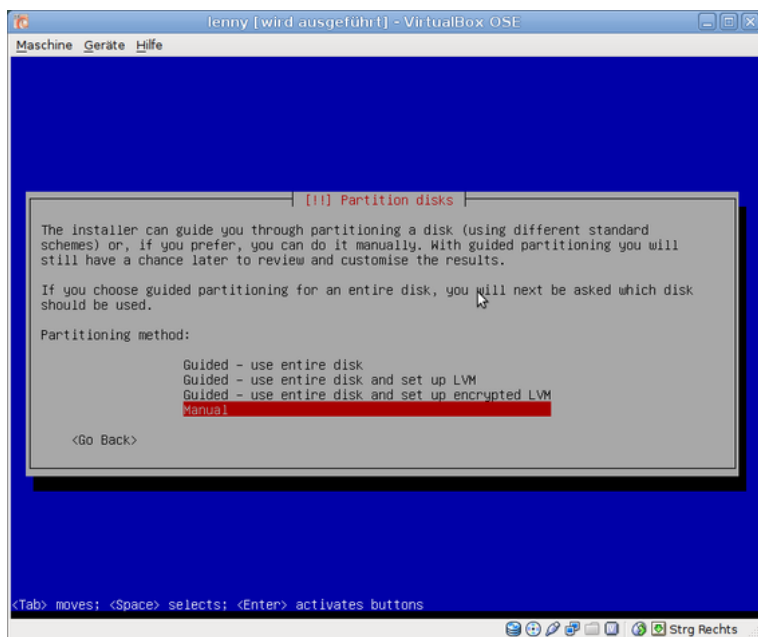 lenny [wird ausgeführt] - VirtualBox OSE
Maschine Geräte Hilfe
[!!] Partition disks
The installer can guide you through partitioning a disk (using different standard
schemes) or, if you prefer, you can do it manually. With guided partitioning you will
still have a chance later to review and customise the results.
If you choose guided partitioning for an entire disk, you will next be asked which disk
should be used.
Partitioning method:
Guided - use entire disk
Guided - use entire disk and set up LVM
Guided - use entire disk and set up encrypted LVM
Manual
<Go Back>
<Tab> moves; <Space> selects; <Enter> activates buttons
Strg Rechts